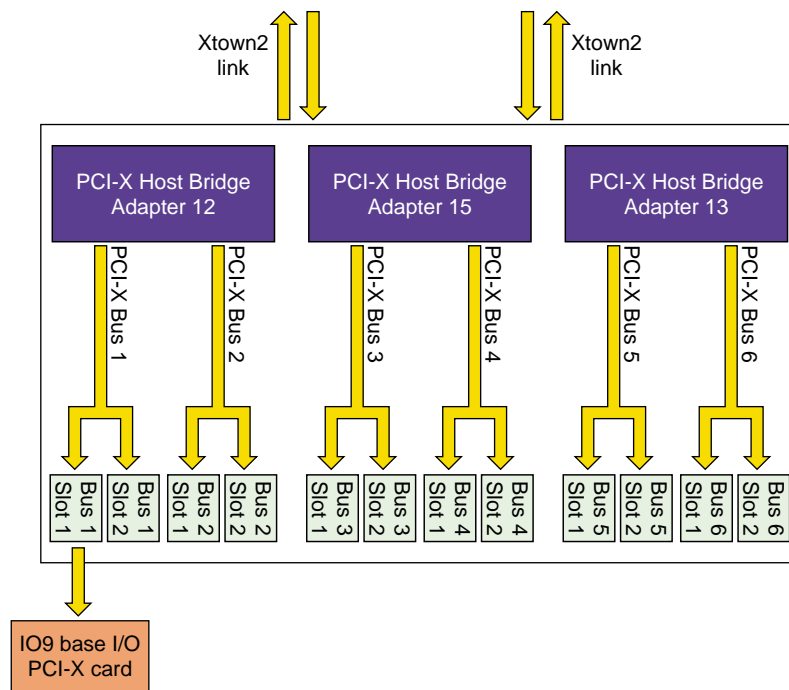 Xtown2
link
Xtown2
link
PCI-X Host Bridge
Adapter 12
PCI-X Host Bridge
Adapter 15
PCI-X Host Bridge
Adapter 13
PCI-X Bus 1
PCI-X Bus 2
PCI-X Bus 3
PCI-X Bus 4
PCI-X Bus 5
PCI-X Bus 6
Bus 1
Slot 1
Bus 1
Slot 2
Bus 2
Slot 1
Bus 2
Slot 2
Bus 3
Slot 1
Bus 3
Slot 2
Bus 4
Slot 1
Bus 4
Slot 2
Bus 5
Slot 1
Bus 5
Slot 2
Bus 6
Slot 1
Bus 6
Slot 2
IO9 base I/O
PCI-X card